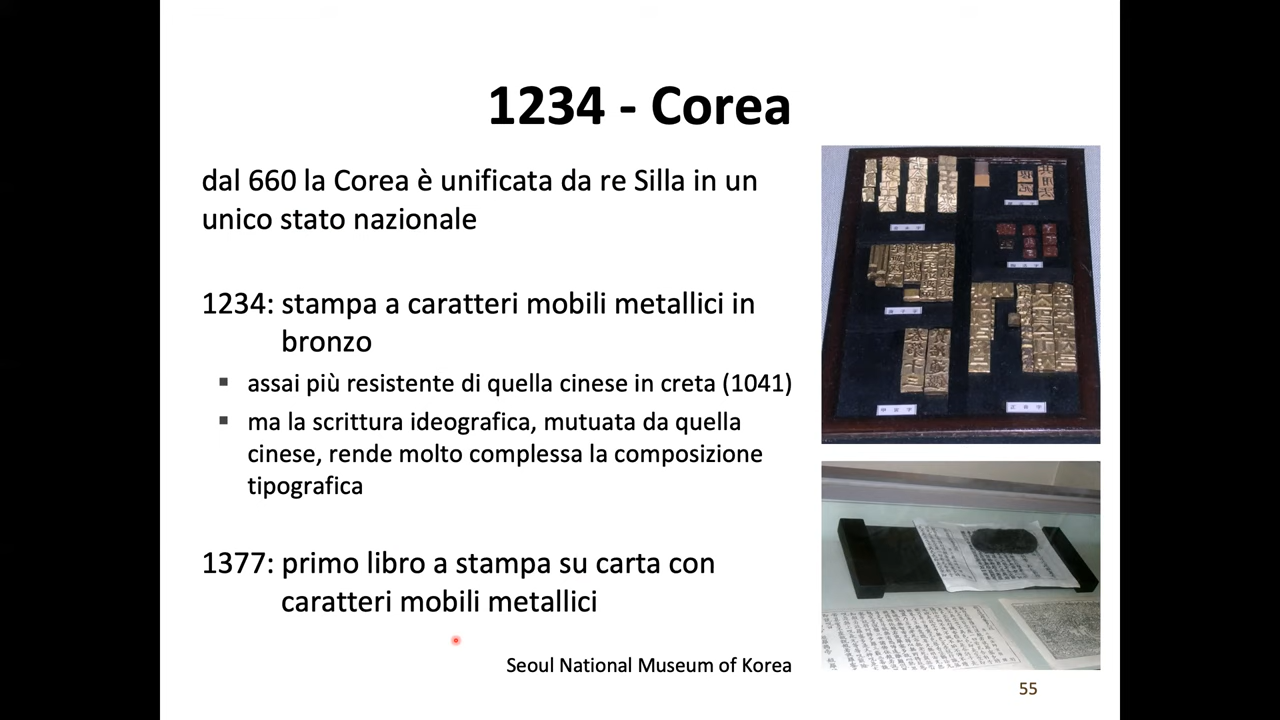 1234 - Corea
dal 660 la Corea è unificata da re Silla in un
unico stato nazionale
1234: stampa a caratteri mobili metallici in
bronzo
▪ assai più resistente di quella cinese in creta (1041)
▪ ma la scrittura ideografica, mutuata da quella
cinese, rende molto complessa la composizione
tipografica
1377: primo libro a stampa su carta con
caratteri mobili metallici
Seoul National Museum of Korea
55